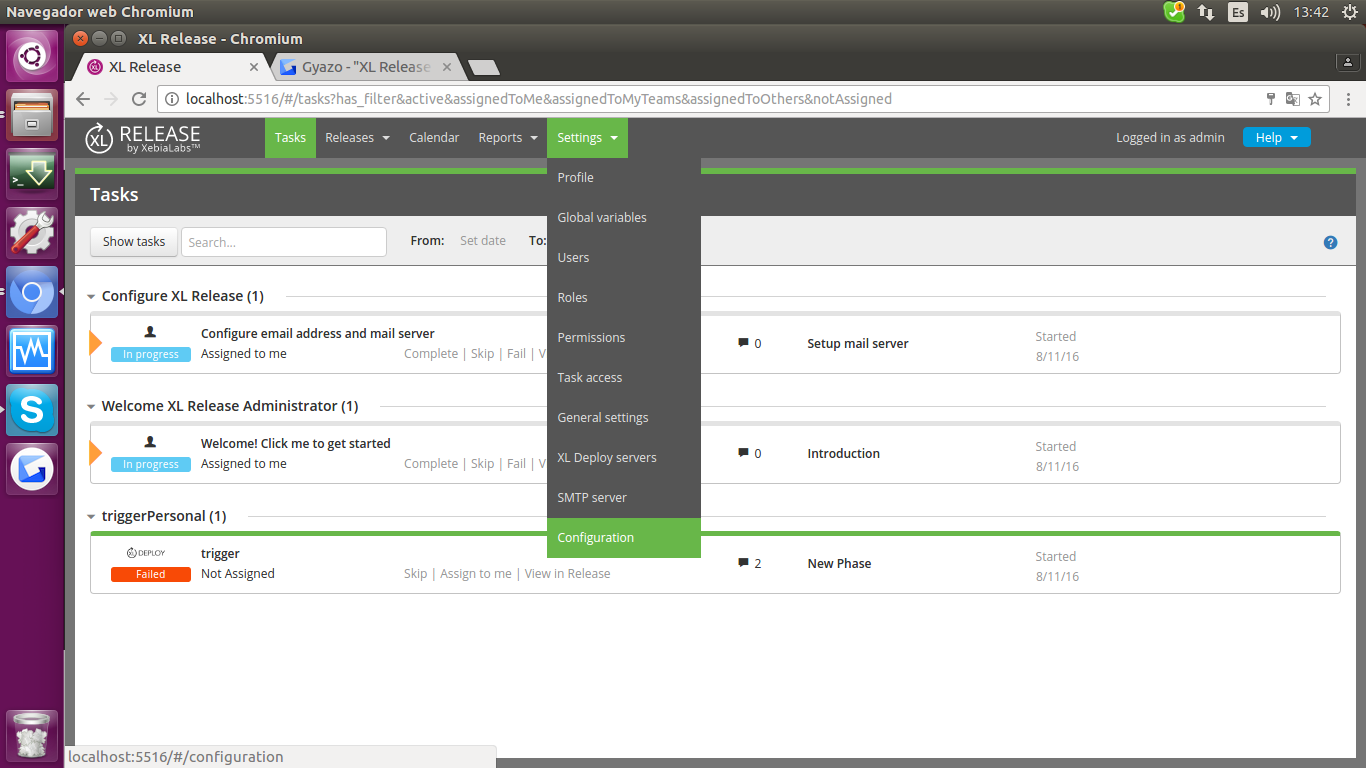 Navegador web Chromium
Es
13:42
XL Release - Chromium
XL Release
Gyazo - "XL Release
localhost:5516/#/tasks?has_filter&active&assignedToMe&assignedToMyTeams&assignedToOthers&notAssigned
XL RELEASE
by XebiaLabs™
Tasks
Releases
Calendar
Reports
Settings
Logged in as admin
Help
Profile
Global variables
Users
Roles
Permissions
Task access
General settings
XL Deploy servers
SMTP server
Configuration
Tasks
Show tasks
Search...
From: Set date To:
Configure XL Release (1)
Configure email address and mail server
In progress
Assigned to me
Complete | Skip | Fail | V
0
Setup mail server
Started
8/11/16
Welcome XL Release Administrator (1)
Welcome! Click me to get started
In progress
Assigned to me
Complete | Skip | Fail | V
0
Introduction
Started
8/11/16
triggerPersonal (1)
XL DEPLOY
trigger
Failed
Not Assigned
Skip | Assign to me | View in Release
2
New Phase
Started
8/11/16
localhost:5516/#/configuration